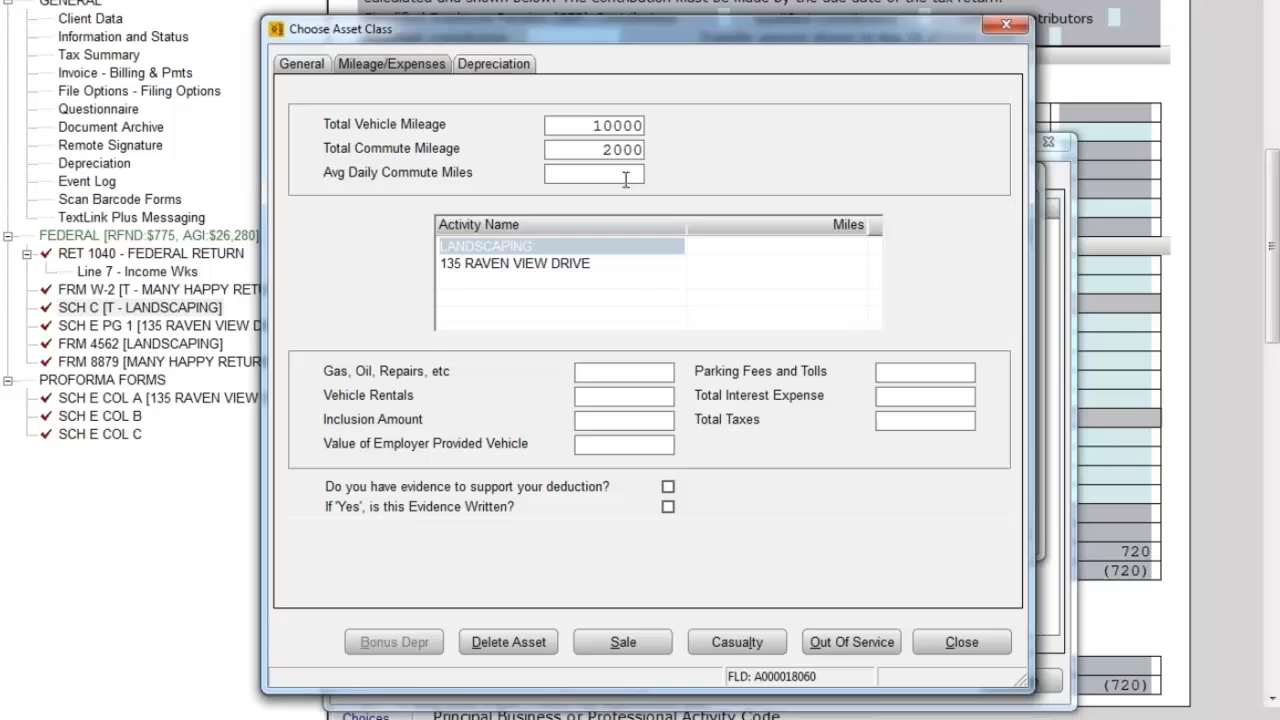 GENERAL
Client Data
Information and Status
Tax Summary
Invoice - Billing & Pmts
File Options - Filing Options
Questionnaire
Document Archive
Remote Signature
Depreciation
Event Log
Scan Barcode Forms
TextLink Plus Messaging
FEDERAL [RFND:$775, AGI:$26,280]
RET 1040 - FEDERAL RETURN
Line 7 - Income Wks
FRM W-2 [T - MANY HAPPY RET
SCH C [T - LANDSCAPING]
SCH E PG 1 [135 RAVEN VIEW D
FRM 4562 [LANDSCAPING]
FRM 8879 [MANY HAPPY RETUR
PROFORMA FORMS
SCH E COL A [135 RAVEN VIEW
SCH E COL B
SCH E COL C
Choose Asset Class
General Mileage/Expenses Depreciation
Total Vehicle Mileage 10000
Total Commute Mileage 2000
Avg Daily Commute Miles
Activity Name Miles
LANDSCAPING
135 RAVEN VIEW DRIVE
Gas, Oil, Repairs, etc Parking Fees and Tolls
Vehicle Rentals Total Interest Expense
Inclusion Amount Total Taxes
Value of Employer Provided Vehicle
Do you have evidence to support your deduction?
If 'Yes', is this Evidence Written?
Bonus Depr Delete Asset Sale Casualty Out Of Service Close
FLD: A000018060
tributors
720
(720)
(720)
Choices Principal Business or Professional Activity Code